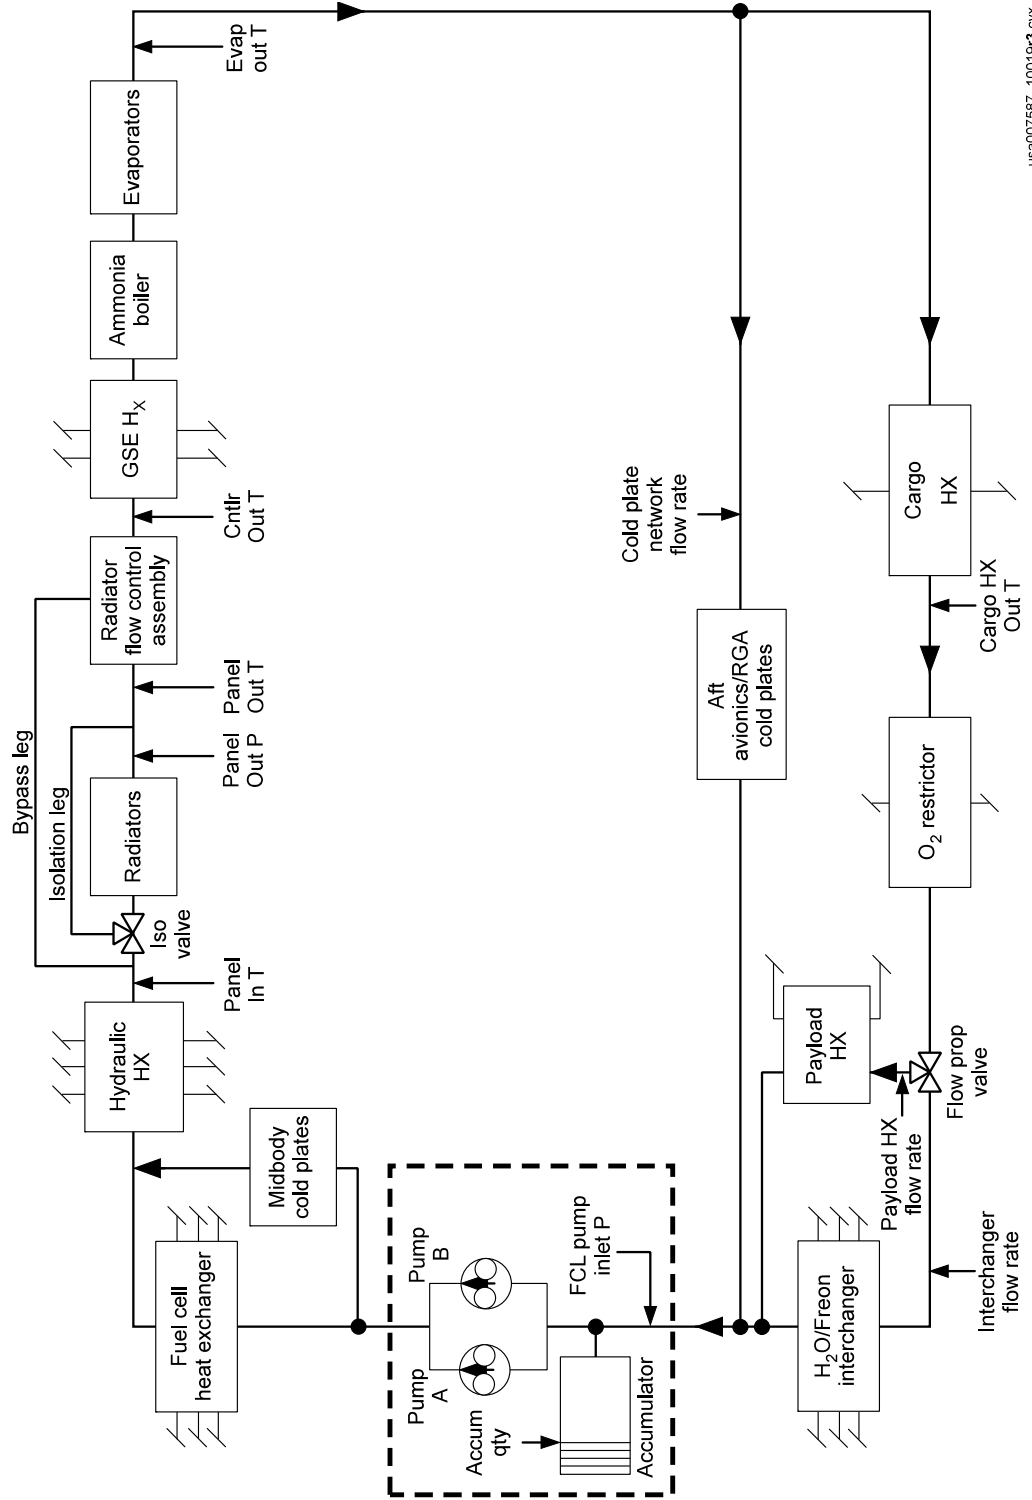 Bypass leg
Isolation leg
Fuel cell
heat exchanger
Midbody
cold plates
Hydraulic
HX
Panel
In T
Iso
valve
Radiators
Panel
Out P
Panel
Out T
Radiator
flow control
assembly
Cntlr
Out T
GSE HX
Ammonia
boiler
Evaporators
Evap
out T
Pump
A
Pump
B
Accum
qty
Accumulator
FCL pump
inlet P
Cold plate
network
flow rate
Aft
avionics/RGA
cold plates
H2O/Freon
interchanger
Interchanger
flow rate
Payload
HX
Payload HX
flow rate
Flow prop
valve
O2 restrictor
Cargo HX
Out T
Cargo
HX
usa007587_10019r3.cvx